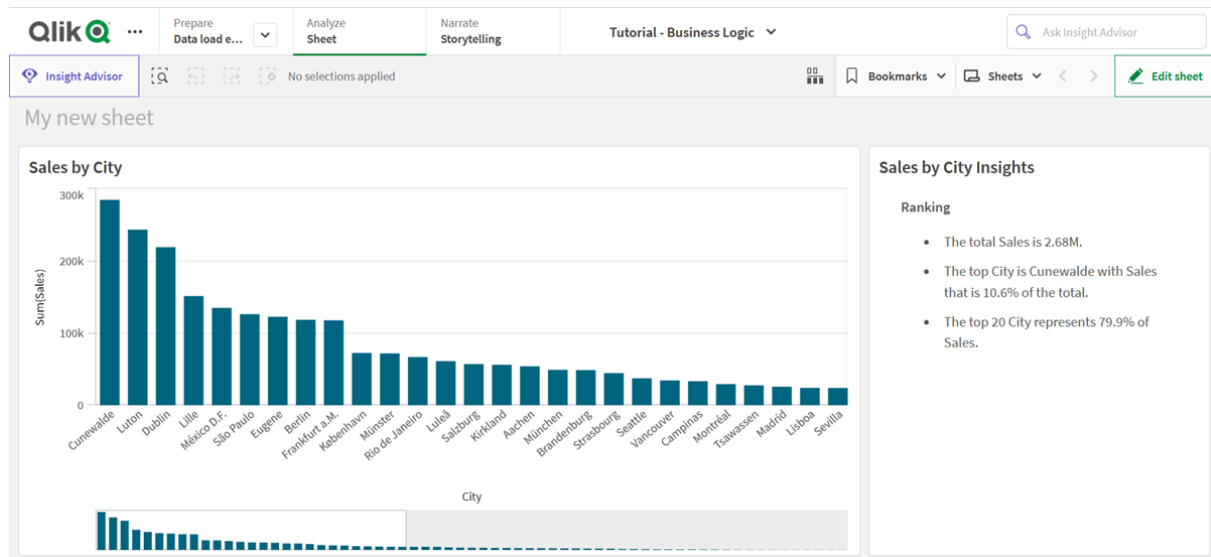 Qlik
Prepare
Data load e...
Analyze
Sheet
Narrate
Storytelling
Tutorial - Business Logic
Ask Insight Advisor
Insight Advisor
No selections applied
Bookmarks
Sheets
Edit sheet
My new sheet
Sales by City
300k
200k
100k
0
Sum(Sales)
Cunewalde
Luton
Dublin
Lille
México D.F.
São Paulo
Eugene
Berlin
Frankfurt a.M.
København
Münster
Rio de Janeiro
Luleå
Salzburg
Kirkland
Aachen
München
Brandenburg
Strasbourg
Seattle
Vancouver
Campinas
Montréal
Tsawassen
Madrid
Lisboa
Sevilla
City
Sales by City Insights
Ranking
• The total Sales is 2.68M.
• The top City is Cunewalde with Sales
that is 10.6% of the total.
• The top 20 City represents 79.9% of
Sales.